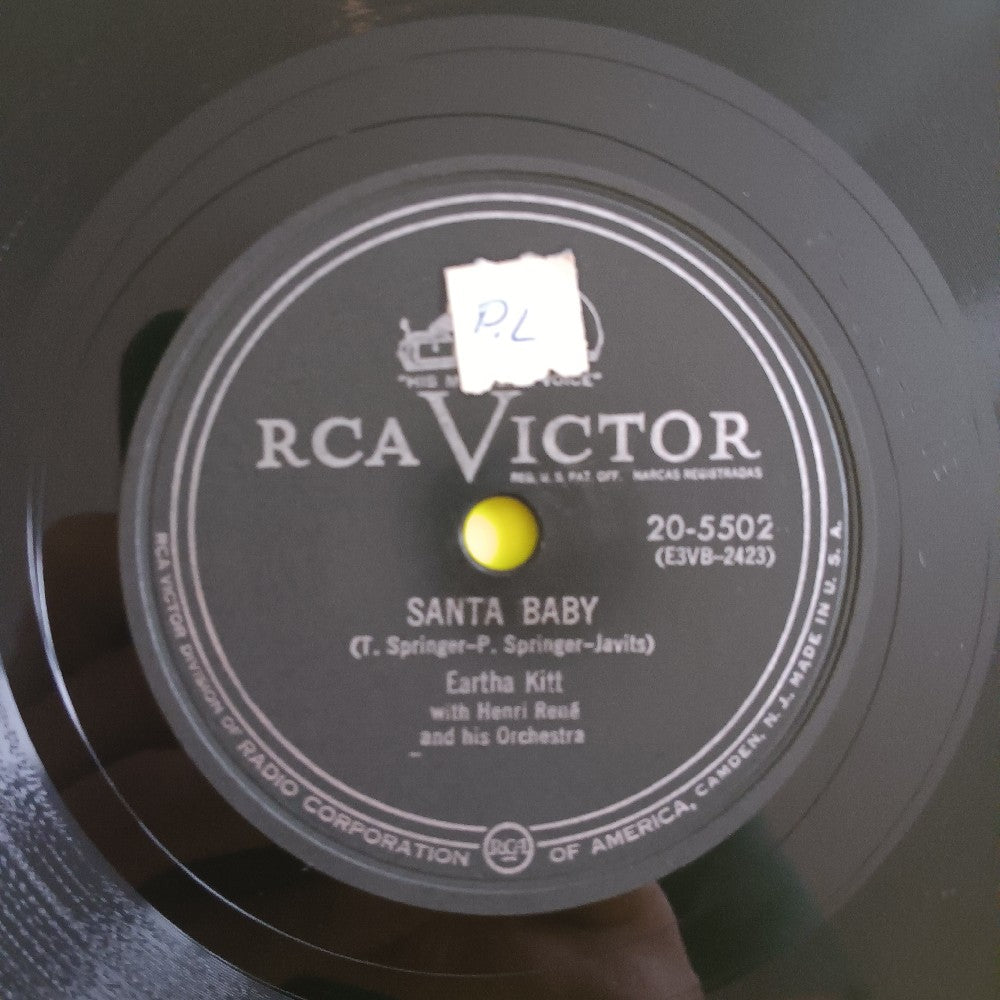 P.L
"HIS M VOICE"
RCA VICTOR
REG. U. S. PAT. OFF. MARCAS REGISTRADAS
20-5502
(E3VB-2423)
SANTA BABY
(T. Springer-P. Springer-Javits)
Eartha Kitt
with Henri René
and his Orchestra
RCA VICTOR DIVISION OF RADIO CORPORATION OF AMERICA, CAMDEN, N. J. MADE IN U. S. A.
RCA